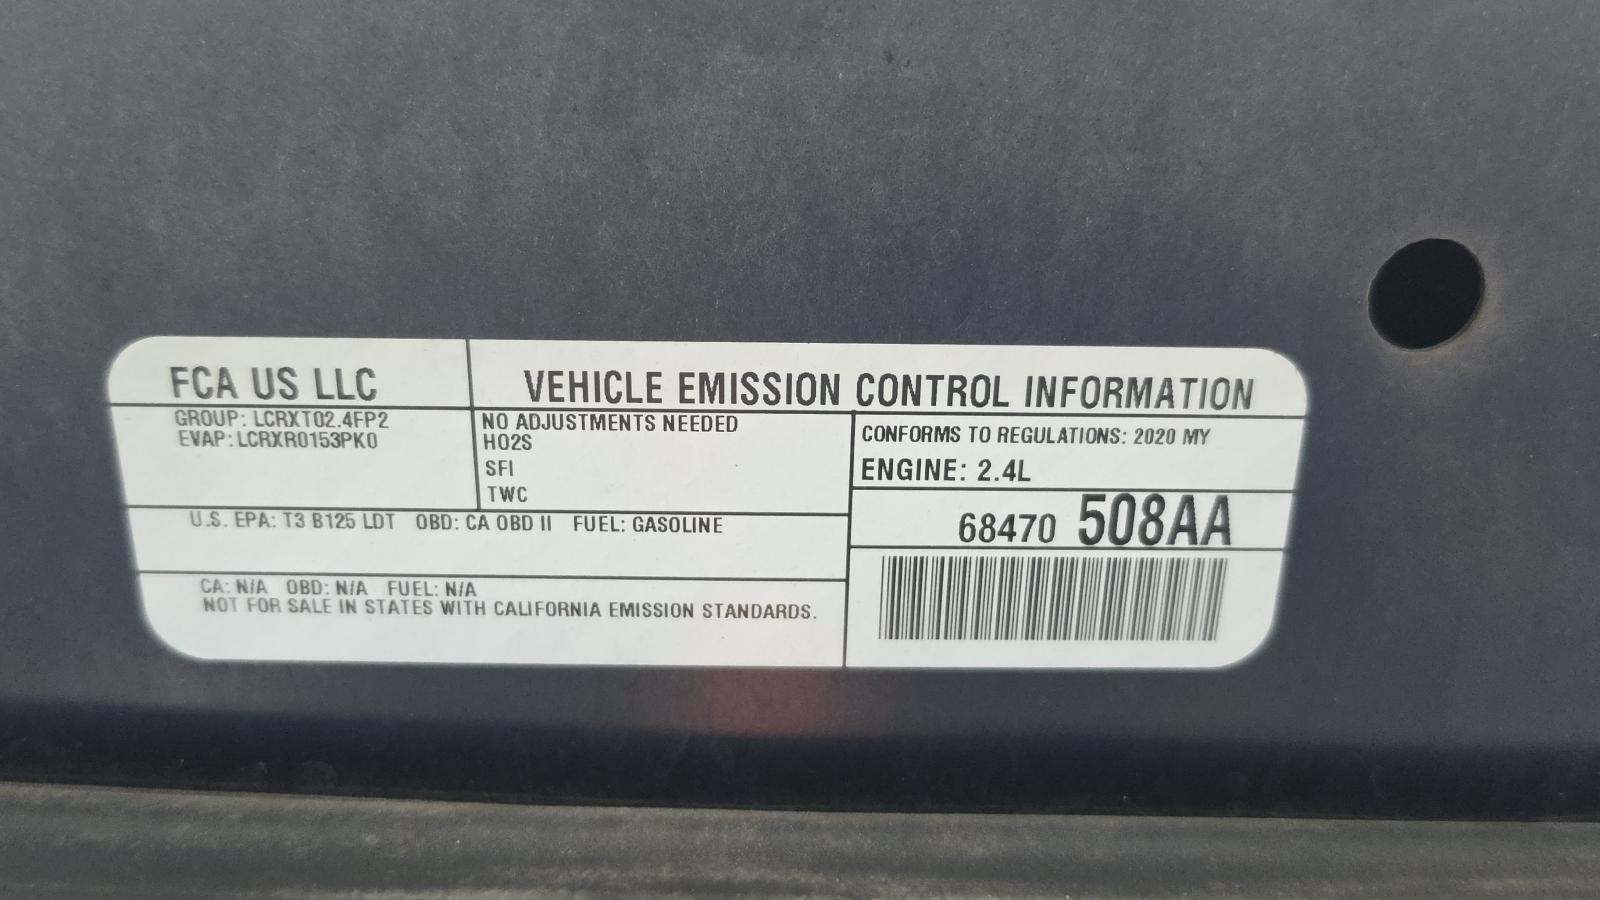 FCA US LLC
VEHICLE EMISSION CONTROL INFORMATION
GROUP: LCRXT02.4FP2
EVAP: LCRXR0153PK0
NO ADJUSTMENTS NEEDED
HO2S
SFI
TWC
CONFORMS TO REGULATIONS: 2020 MY
ENGINE: 2.4L
68470 508AA
U.S. EPA: T3 B125 LDT OBD: CA OBD II FUEL: GASOLINE
CA: N/A OBD: N/A FUEL: N/A
NOT FOR SALE IN STATES WITH CALIFORNIA EMISSION STANDARDS.